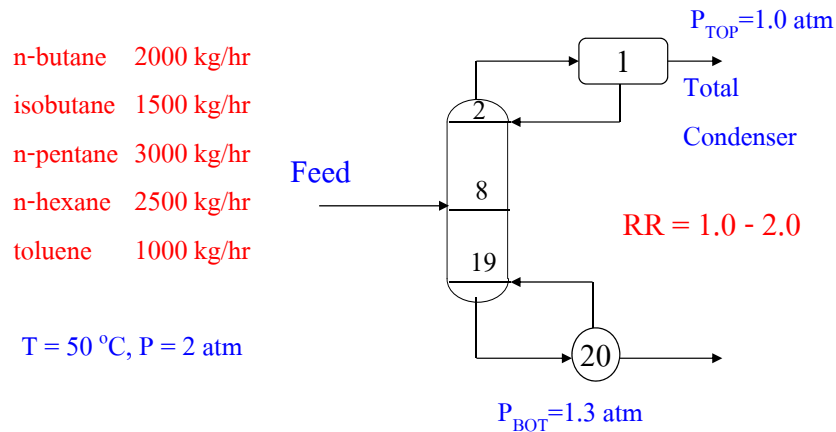 n-butane 2000 kg/hr
isobutane 1500 kg/hr
n-pentane 3000 kg/hr
n-hexane 2500 kg/hr
toluene 1000 kg/hr
T = 50 °C, P = 2 atm
Feed
2
8
19
1
20
P_TOP=1.0 atm
Total
Condenser
RR = 1.0 - 2.0
P_BOT=1.3 atm